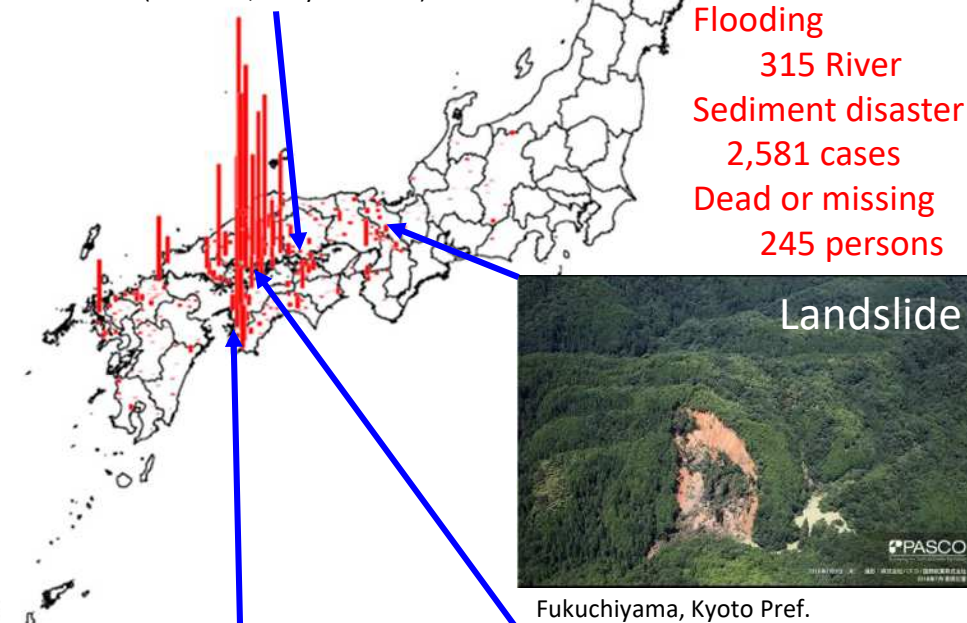 Flooding
315 River
Sediment disaster
2,581 cases
Dead or missing
245 persons
Landslide
PASCO
Fukuchiyama, Kyoto Pref.